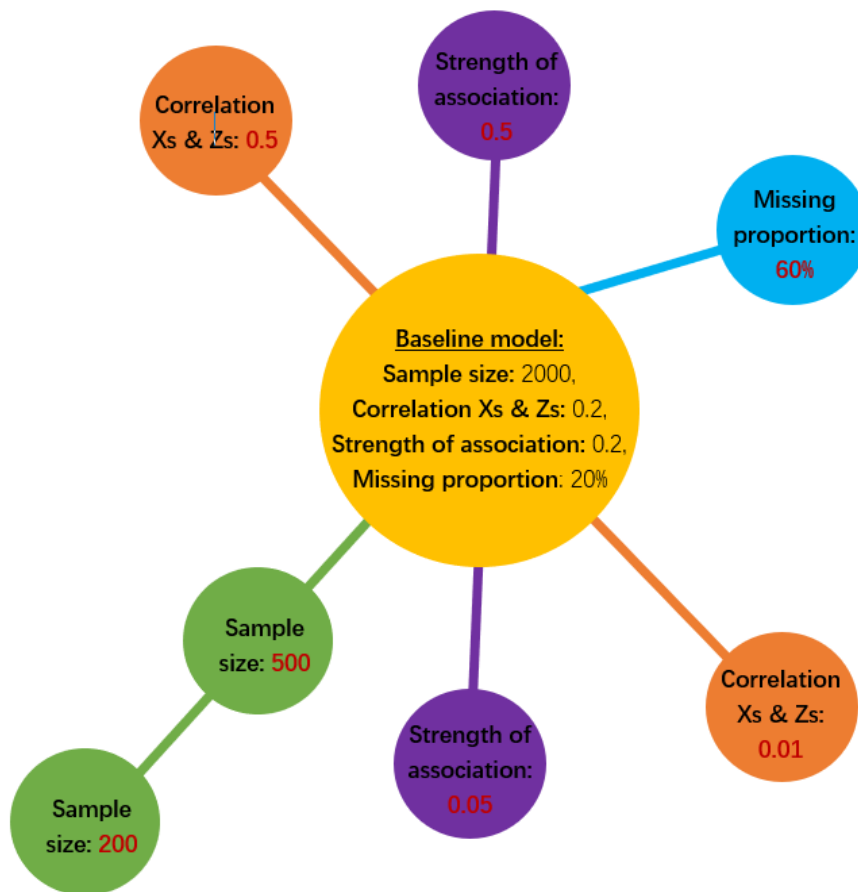 Strength of
association:
0.5
Correlation
Xs & Zs: 0.5
Missing
proportion:
60%
Baseline model:
Sample size: 2000,
Correlation Xs & Zs: 0.2,
Strength of association: 0.2,
Missing proportion: 20%
Sample
size: 500
Correlation
Xs & Zs:
0.01
Strength of
association:
0.05
Sample
size: 200